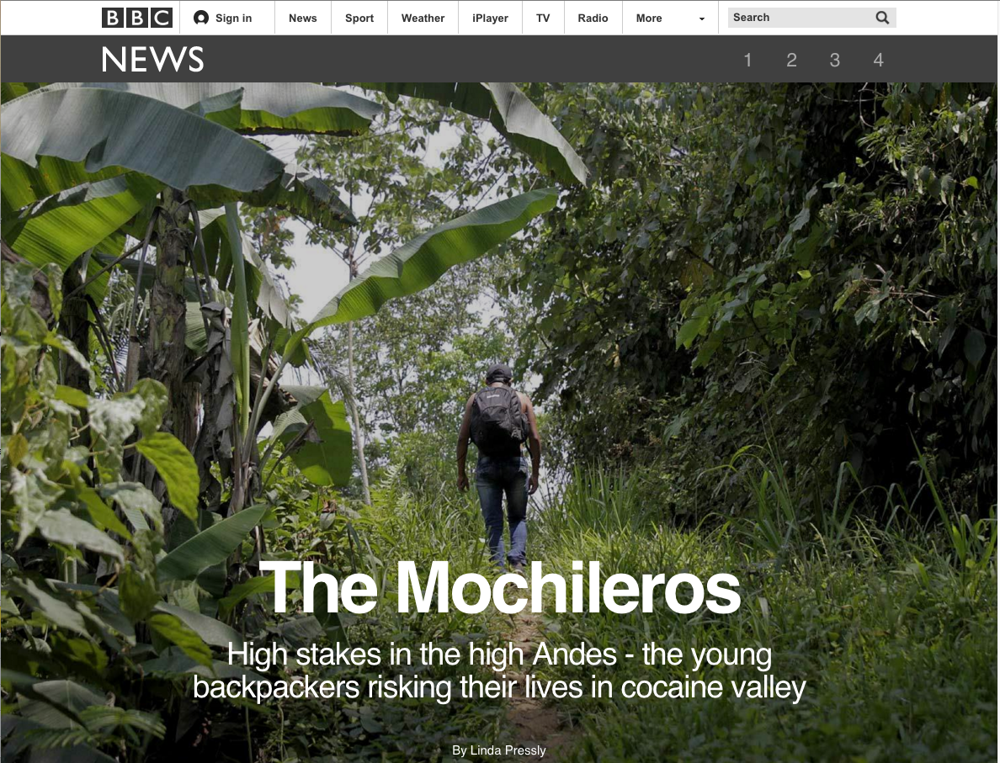 BBC Sign in News Sport Weather iPlayer TV Radio More Search
NEWS 1 2 3 4
The Mochileros
High stakes in the high Andes - the young
backpackers risking their lives in cocaine valley
By Linda Pressly